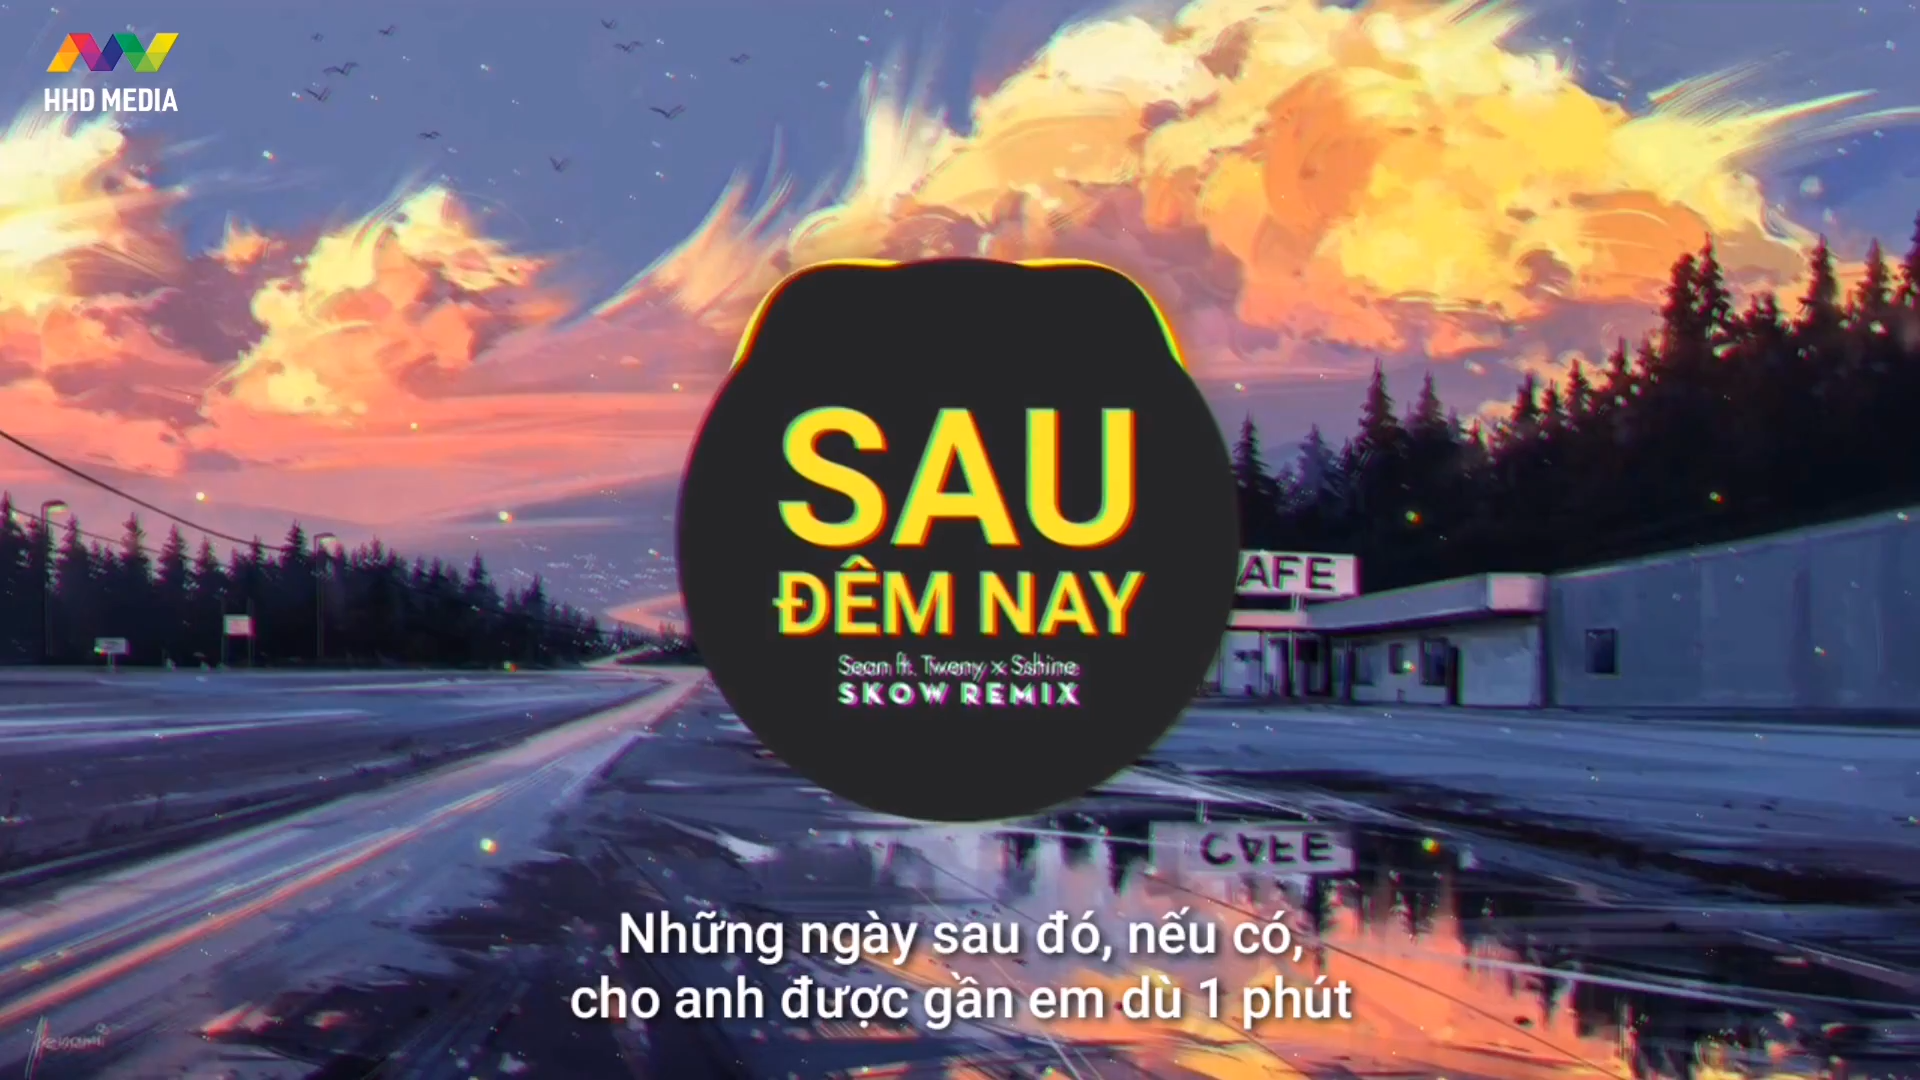 HHD MEDIA
SAU
ĐÊM NAY
Sean ft. Tweny x Sshine
SKOW REMIX
AFE
CAFE
Những ngày sau đó, nếu có,
cho anh được gần em dù 1 phút